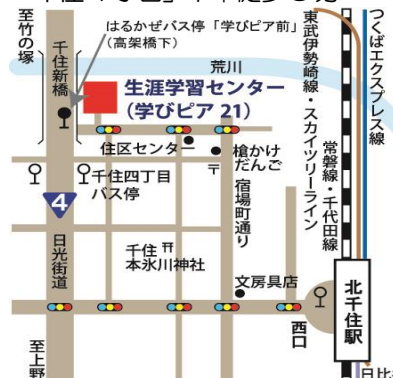 至竹の塚
千住新橋
はるかぜバス停「学びピア前」
（高架橋下）
荒川
生涯学習センター
（学びピア 21）
東武伊勢崎線・スカイツリーライン
つくばエクスプレス線
常磐線・千代田線
住区センター
槍かけ
だんご
〒
千住四丁目
バス停
4
宿場町通り
日光街道
千住
本氷川神社
文房具店
北千住駅
西口
至上野
日比